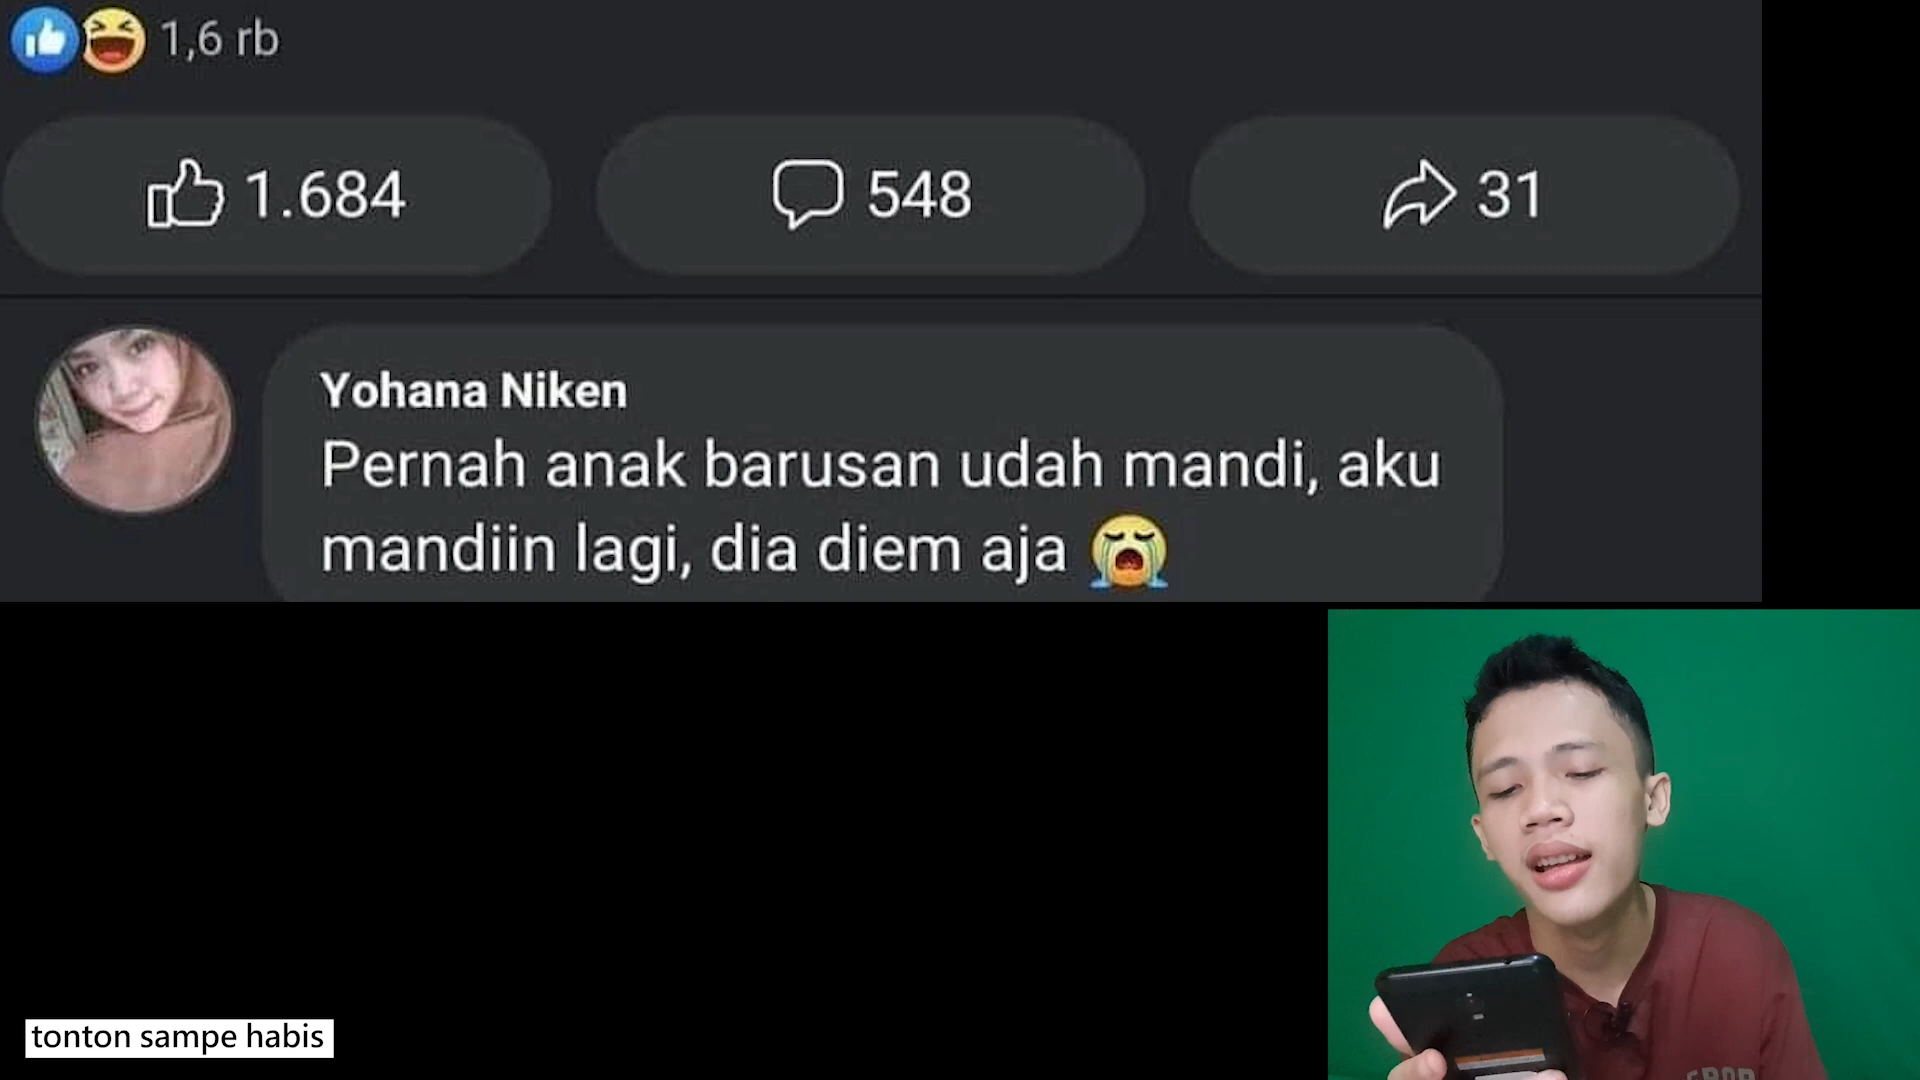 1,6 rb
1.684
548
31
Yohana Niken
Pernah anak barusan udah mandi, aku
mandiin lagi, dia diem aja 😭
tonton sampe habis